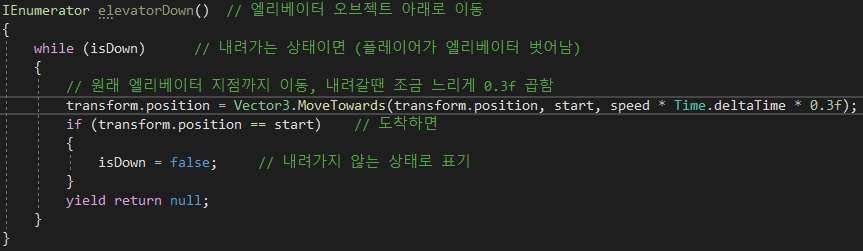 IEnumerator elevatorDown()  // 엘리베이터 오브젝트 아래로 이동
{
    while (isDown)      // 내려가는 상태이면 (플레이어가 엘리베이터 벗어남)
    {
        // 원래 엘리베이터 지점까지 이동, 내려갈땐 조금 느리게 0.3f 곱함
        transform.position = Vector3.MoveTowards(transform.position, start, speed * Time.deltaTime * 0.3f);
        if (transform.position == start)    // 도착하면
        {
            isDown = false;     // 내려가지 않는 상태로 표기
        }
        yield return null;
    }
}